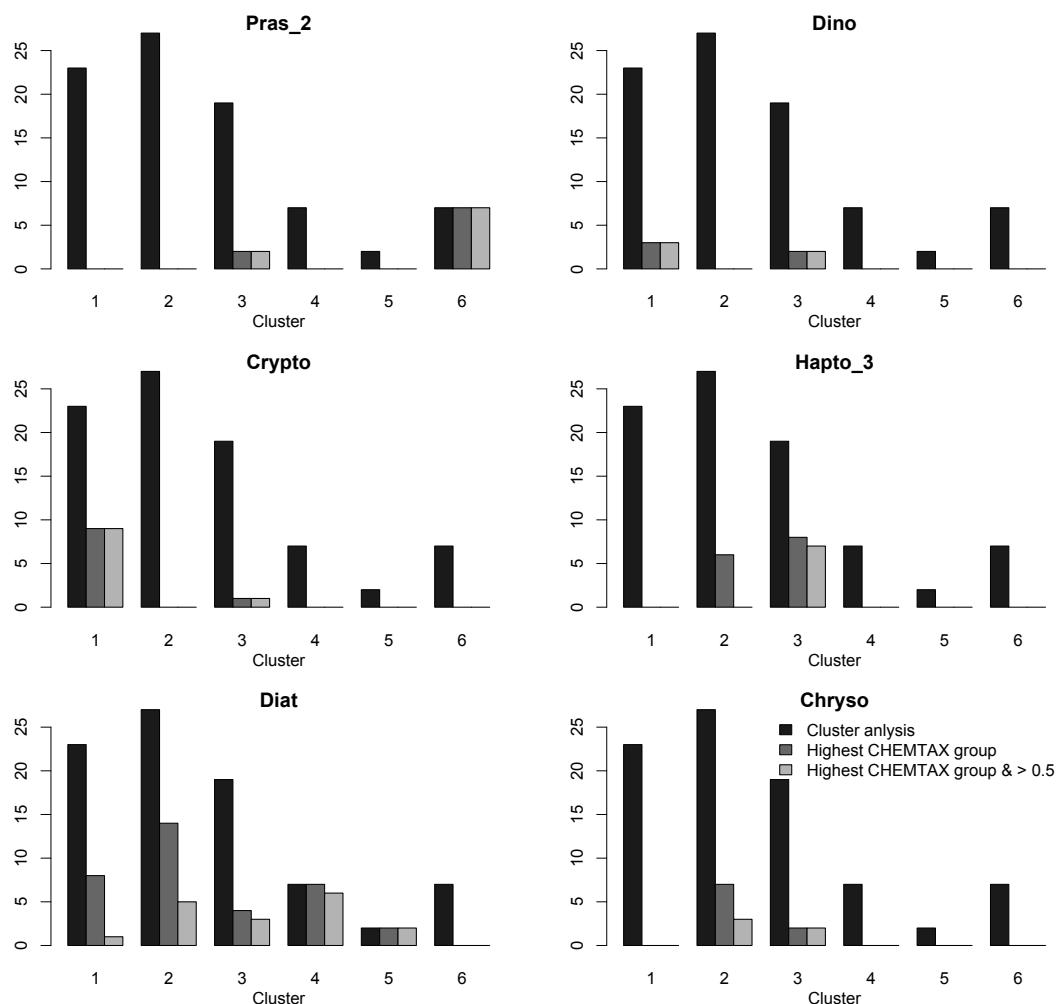 Pras_2
25
20
15
10
5
0
1 2 3 4 5 6
Cluster
Dino
25
20
15
10
5
0
1 2 3 4 5 6
Cluster
Crypto
25
20
15
10
5
0
1 2 3 4 5 6
Cluster
Hapto_3
25
20
15
10
5
0
1 2 3 4 5 6
Cluster
Diat
25
20
15
10
5
0
1 2 3 4 5 6
Cluster
Chryso
Cluster anlysis
Highest CHEMTAX group
Highest CHEMTAX group & > 0.5
25
20
15
10
5
0
1 2 3 4 5 6
Cluster